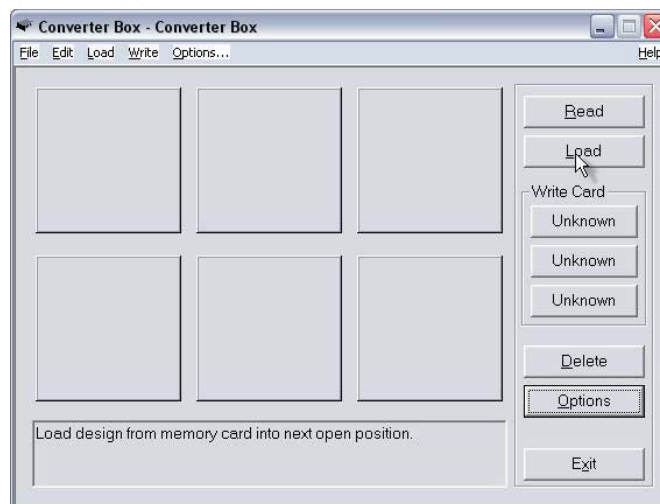 Converter Box - Converter Box
File Edit Load Write Options... Help
Read
Load
Write Card
Unknown
Unknown
Unknown
Delete
Options
Load design from memory card into next open position.
Exit